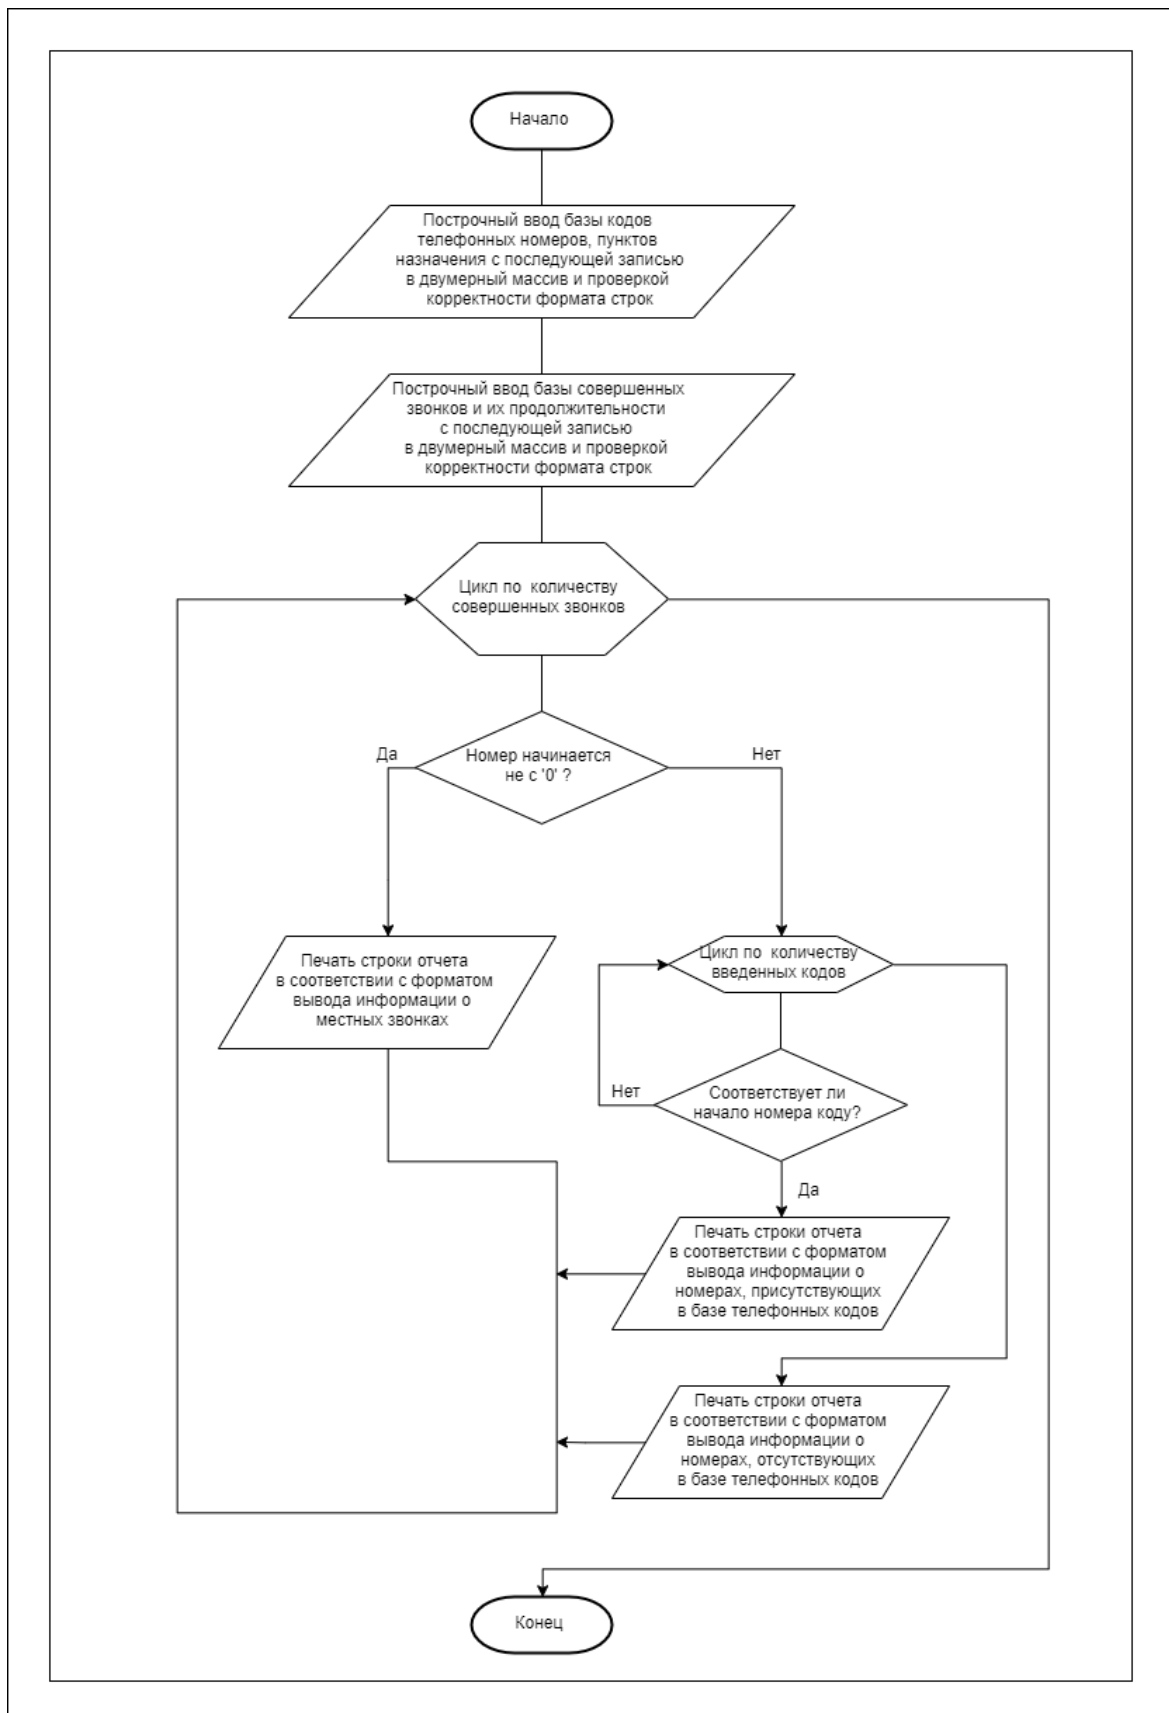 Начало
Построчный ввод базы кодов
телефонных номеров, пунктов
назначения с последующей записью
в двумерный массив и проверкой
корректности формата строк
Построчный ввод базы совершенных
звонков и их продолжительности
с последующей записью
в двумерный массив и проверкой
корректности формата строк
Цикл по количеству
совершенных звонков
Да
Номер начинается
не с '0' ?
Нет
Печать строки отчета
в соответствии с форматом
вывода информации о
местных звонках
Цикл по количеству
введенных кодов
Нет
Соответствует ли
начало номера коду?
Да
Печать строки отчета
в соответствии с форматом
вывода информации о
номерах, присутствующих
в базе телефонных кодов
Печать строки отчета
в соответствии с форматом
вывода информации о
номерах, отсутствующих
в базе телефонных кодов
Конец